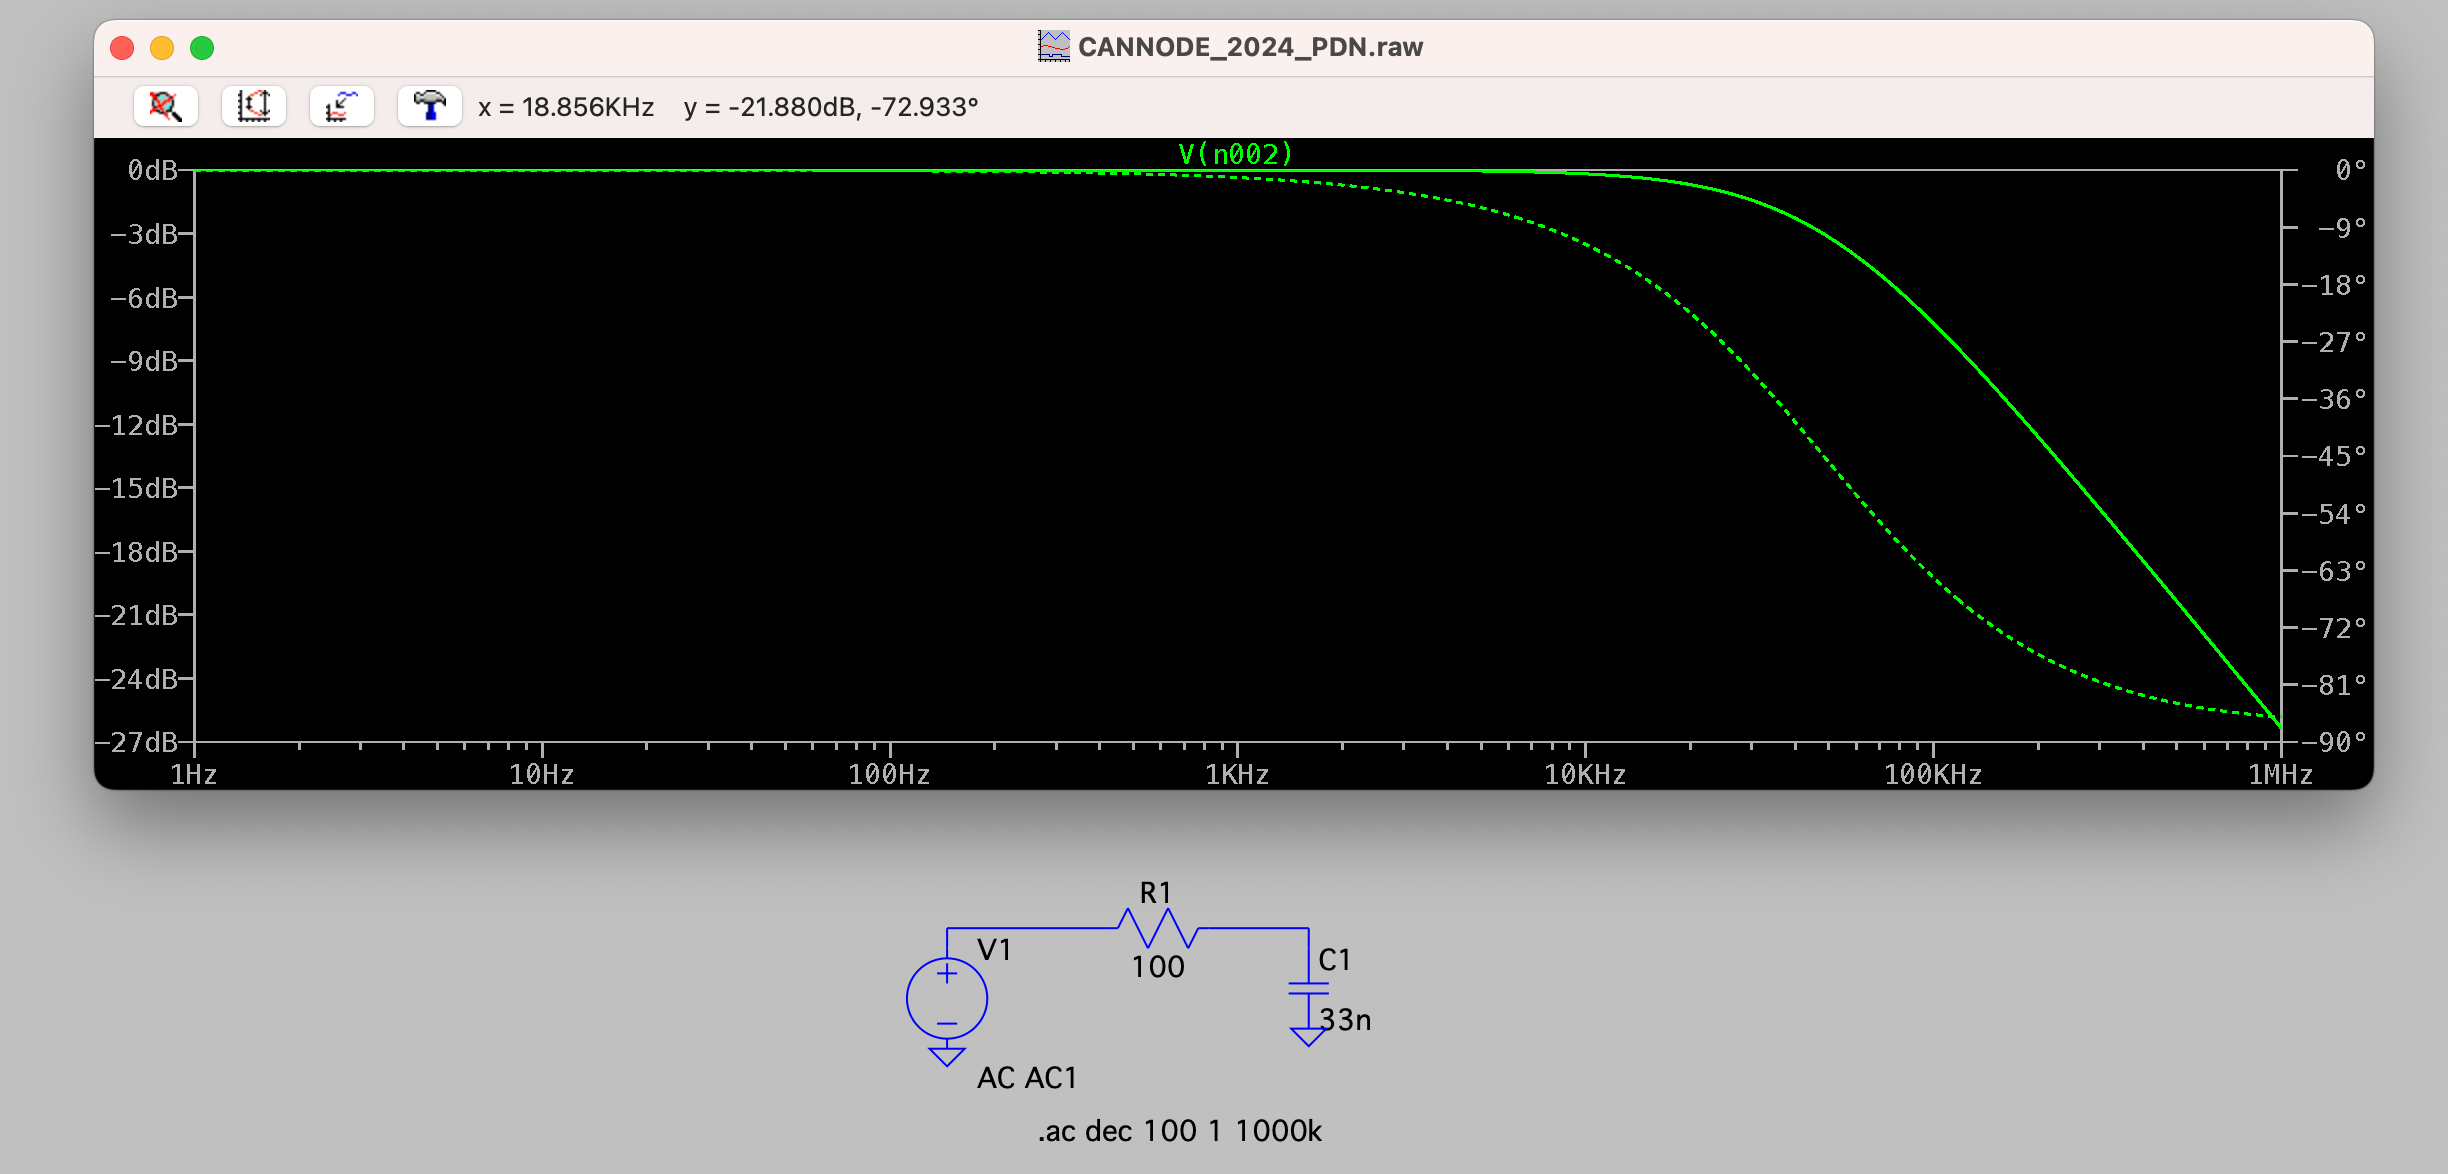 CANNODE_2024_PDN.raw
x = 18.856KHz y = -21.880dB, -72.933°
V(n002)
0dB
-3dB
-6dB
-9dB
-12dB
-15dB
-18dB
-21dB
-24dB
-27dB
0°
-9°
-18°
-27°
-36°
-45°
-54°
-63°
-72°
-81°
-90°
1Hz 10Hz 100Hz 1KHz 10KHz 100KHz 1MHz
R1
100
V1
C1
33n
AC AC1
.ac dec 100 1 1000k